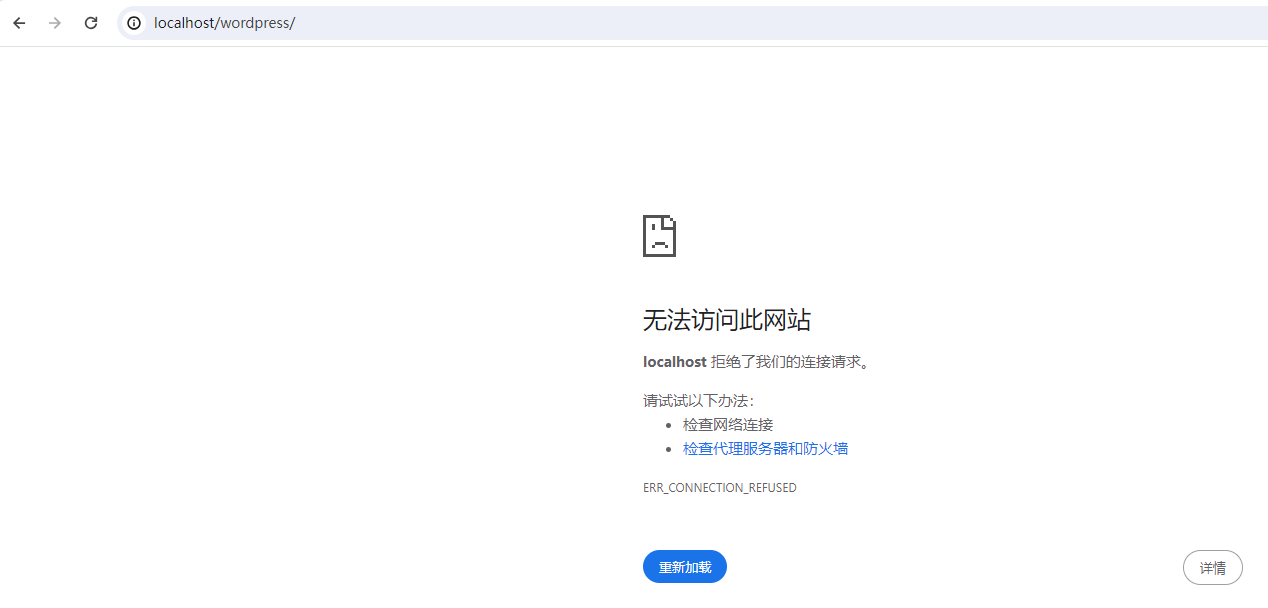 localhost/wordpress/
无法访问此网站
localhost 拒绝了我们的连接请求。
请试试以下办法：
检查网络连接
检查代理服务器和防火墙
ERR_CONNECTION_REFUSED
重新加载
详情